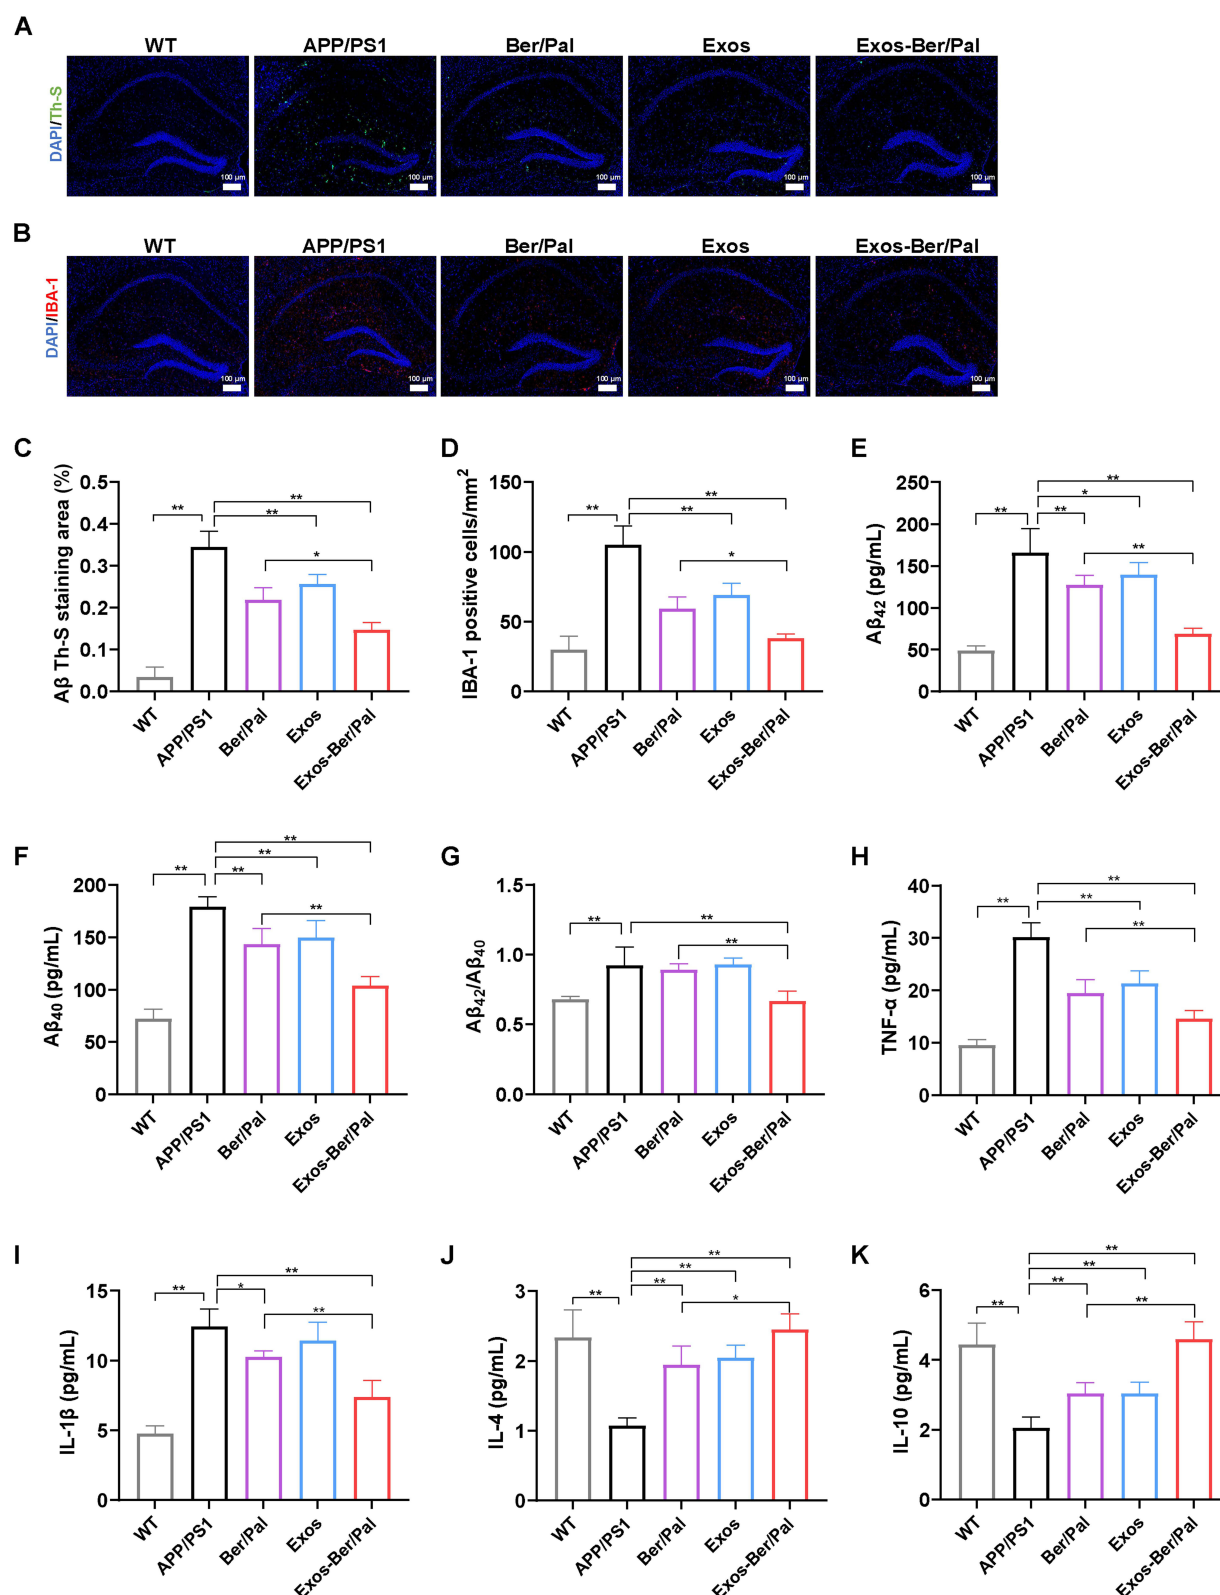 A
WT APP/PS1 Ber/Pal Exos Exos-Ber/Pal
DAPI/Th-S
100 µm 100 µm 100 µm 100 µm 100 µm
B
WT APP/PS1 Ber/Pal Exos Exos-Ber/Pal
DAPI/IBA-1
100 µm 100 µm 100 µm 100 µm 100 µm
C
Aβ Th-S staining area (%)
0.5
0.4
0.3
0.2
0.1
0.0
** ** ** *
WT APP/PS1 Ber/Pal Exos Exos-Ber/Pal
D
IBA-1 positive cells/mm2
150
100
50
0
** ** ** *
WT APP/PS1 Ber/Pal Exos Exos-Ber/Pal
E
Aβ42 (pg/mL)
250
200
150
100
50
0
** ** * ** **
WT APP/PS1 Ber/Pal Exos Exos-Ber/Pal
F
Aβ40 (pg/mL)
200
150
100
50
0
** ** ** ** **
WT APP/PS1 Ber/Pal Exos Exos-Ber/Pal
G
Aβ42/Aβ40
1.5
1.0
0.5
0.0
** ** **
WT APP/PS1 Ber/Pal Exos Exos-Ber/Pal
H
TNF-α (pg/mL)
40
30
20
10
0
** ** ** **
WT APP/PS1 Ber/Pal Exos Exos-Ber/Pal
I
IL-1β (pg/mL)
15
10
5
0
** * ** **
WT APP/PS1 Ber/Pal Exos Exos-Ber/Pal
J
IL-4 (pg/mL)
3
2
1
0
** ** ** ** *
WT APP/PS1 Ber/Pal Exos Exos-Ber/Pal
K
IL-10 (pg/mL)
6
4
2
0
** ** ** ** **
WT APP/PS1 Ber/Pal Exos Exos-Ber/Pal